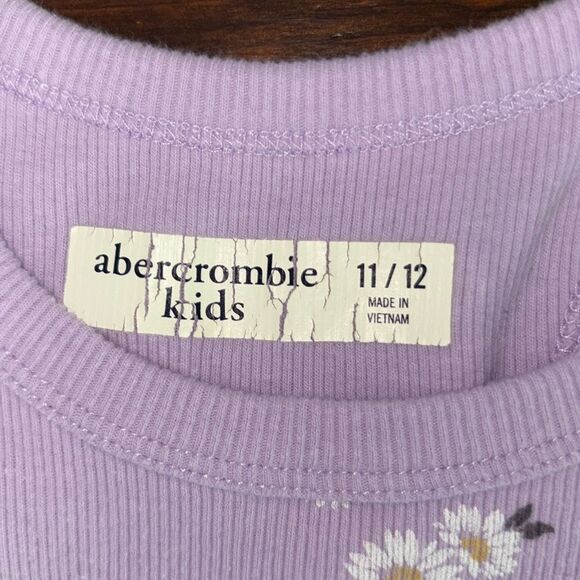 abercrombie
kids
11 / 12
MADE IN
VIETNAM